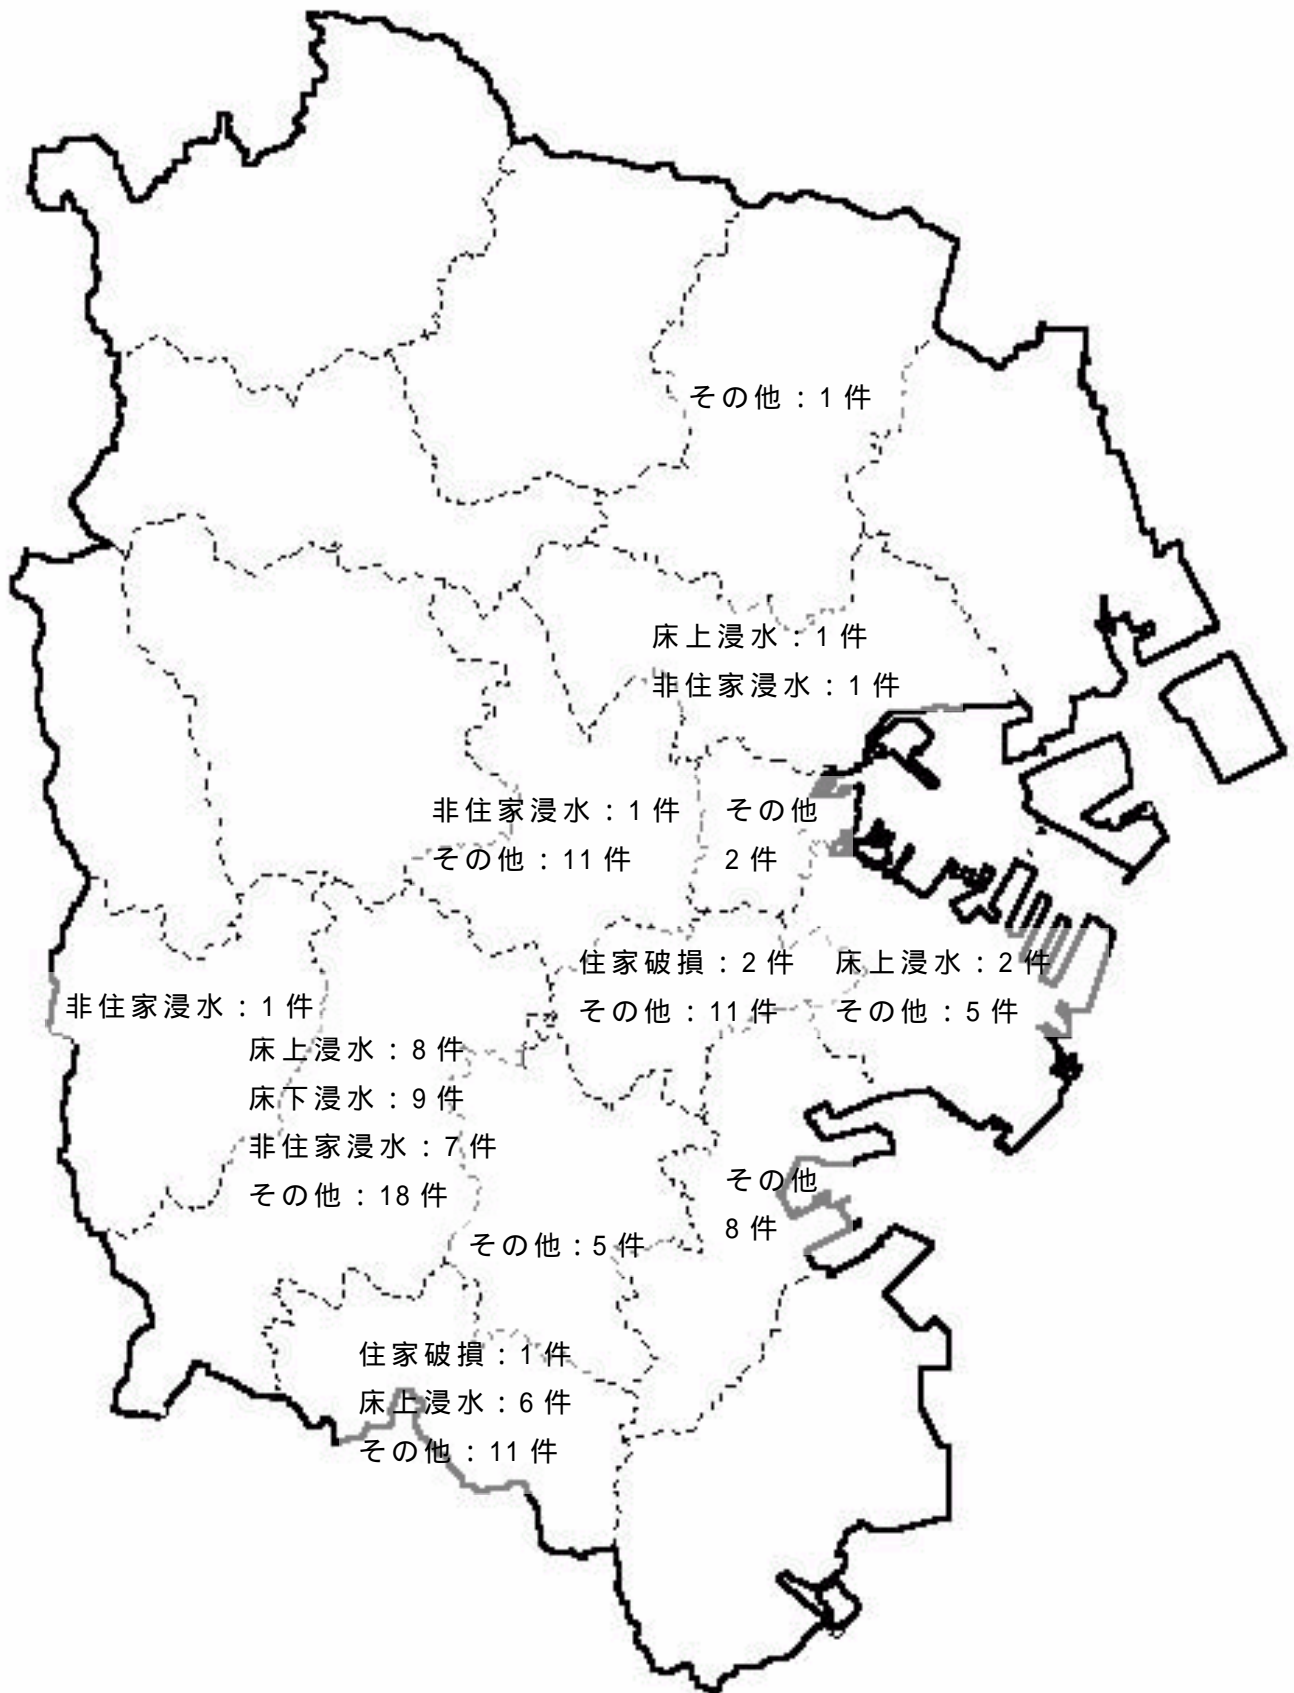 その他：1件
床上浸水：1件
非住家浸水：1件
非住家浸水：1件
その他：11件
その他
2件
住家破損：2件
その他：11件
床上浸水：2件
その他：5件
非住家浸水：1件
床上浸水：8件
床下浸水：9件
非住家浸水：7件
その他：18件
その他
8件
その他：5件
住家破損：1件
床上浸水：6件
その他：11件